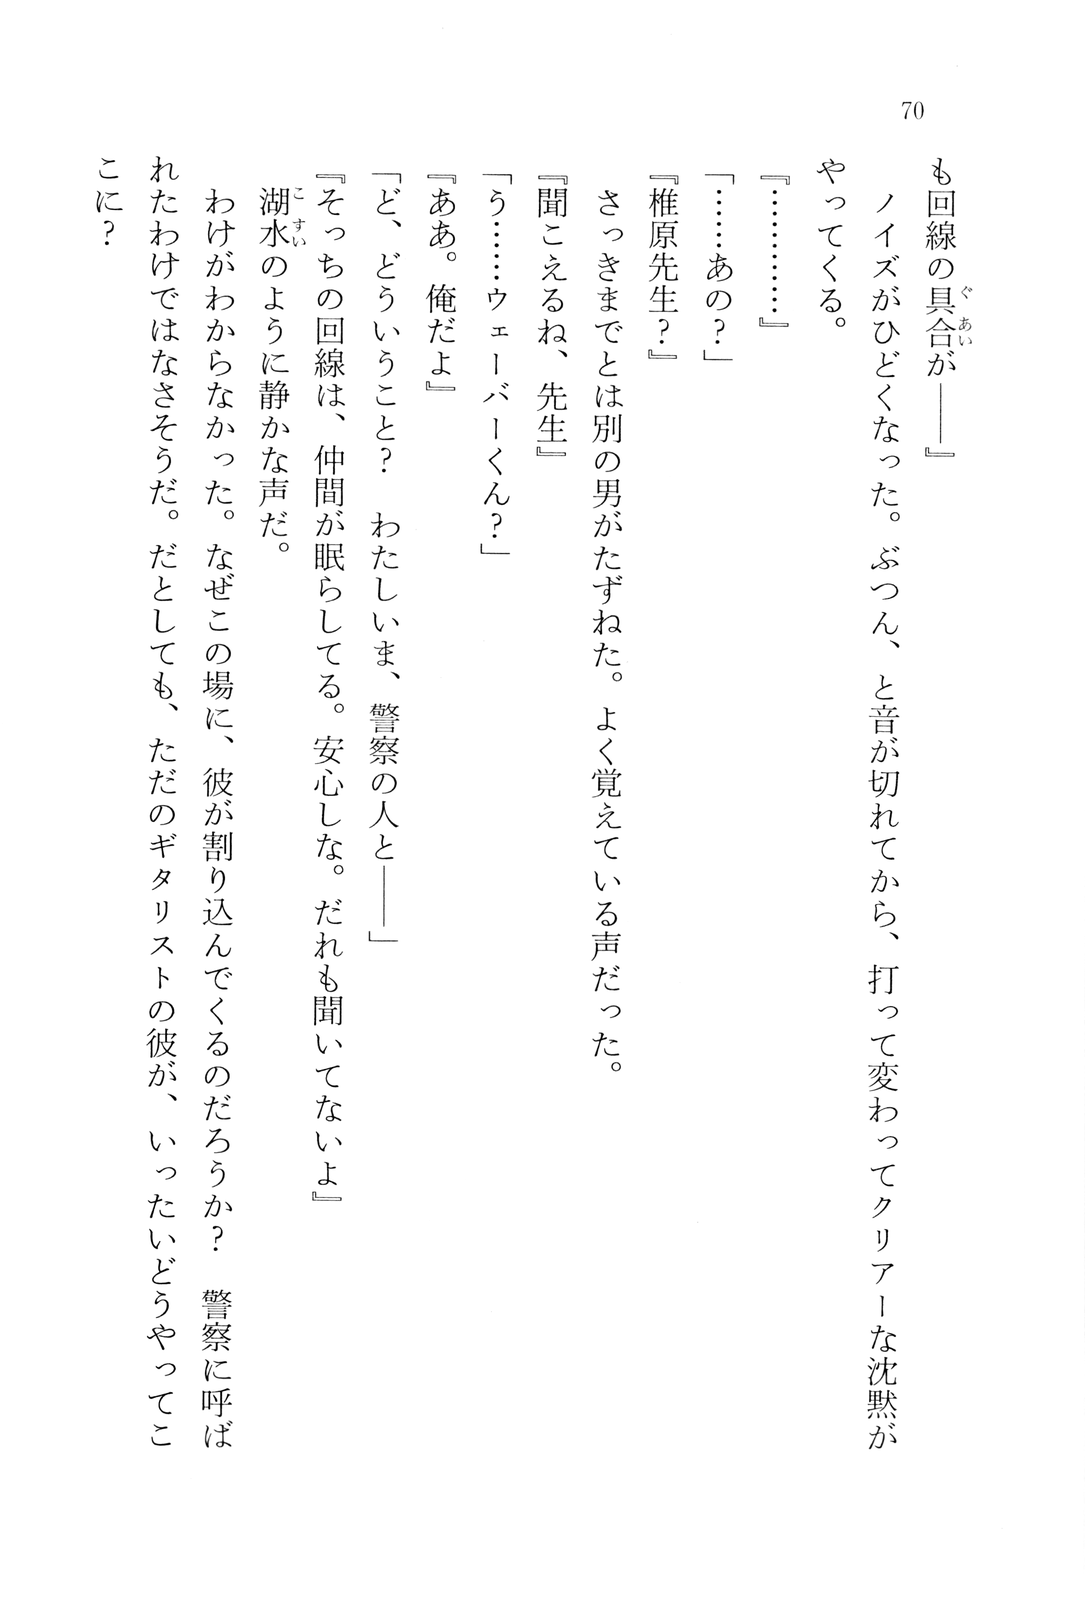 70
も回線の具合が――』
ノイズがひどくなった。ぶつん、と音が切れてから、打って変わってクリアーな沈黙が
やってくる。
『…………』
「……あの?」
『椎原先生?』
さっきまでとは別の男がたずねた。よく覚えている声だった。
『聞こえるね、先生』
「う……ウェーバーくん?」
『ああ。俺だよ』
「ど、どういうこと? わたしいま、警察の人と――」
『そっちの回線は、仲間が眠らしてる。安心しな。だれも聞いてないよ』
湖水のように静かな声だ。
わけがわからなかった。なぜこの場に、彼が割り込んでくるのだろうか? 警察に呼ば
れたわけではなさそうだ。だとしても、ただのギタリストの彼が、いったいどうやってこ
こに?